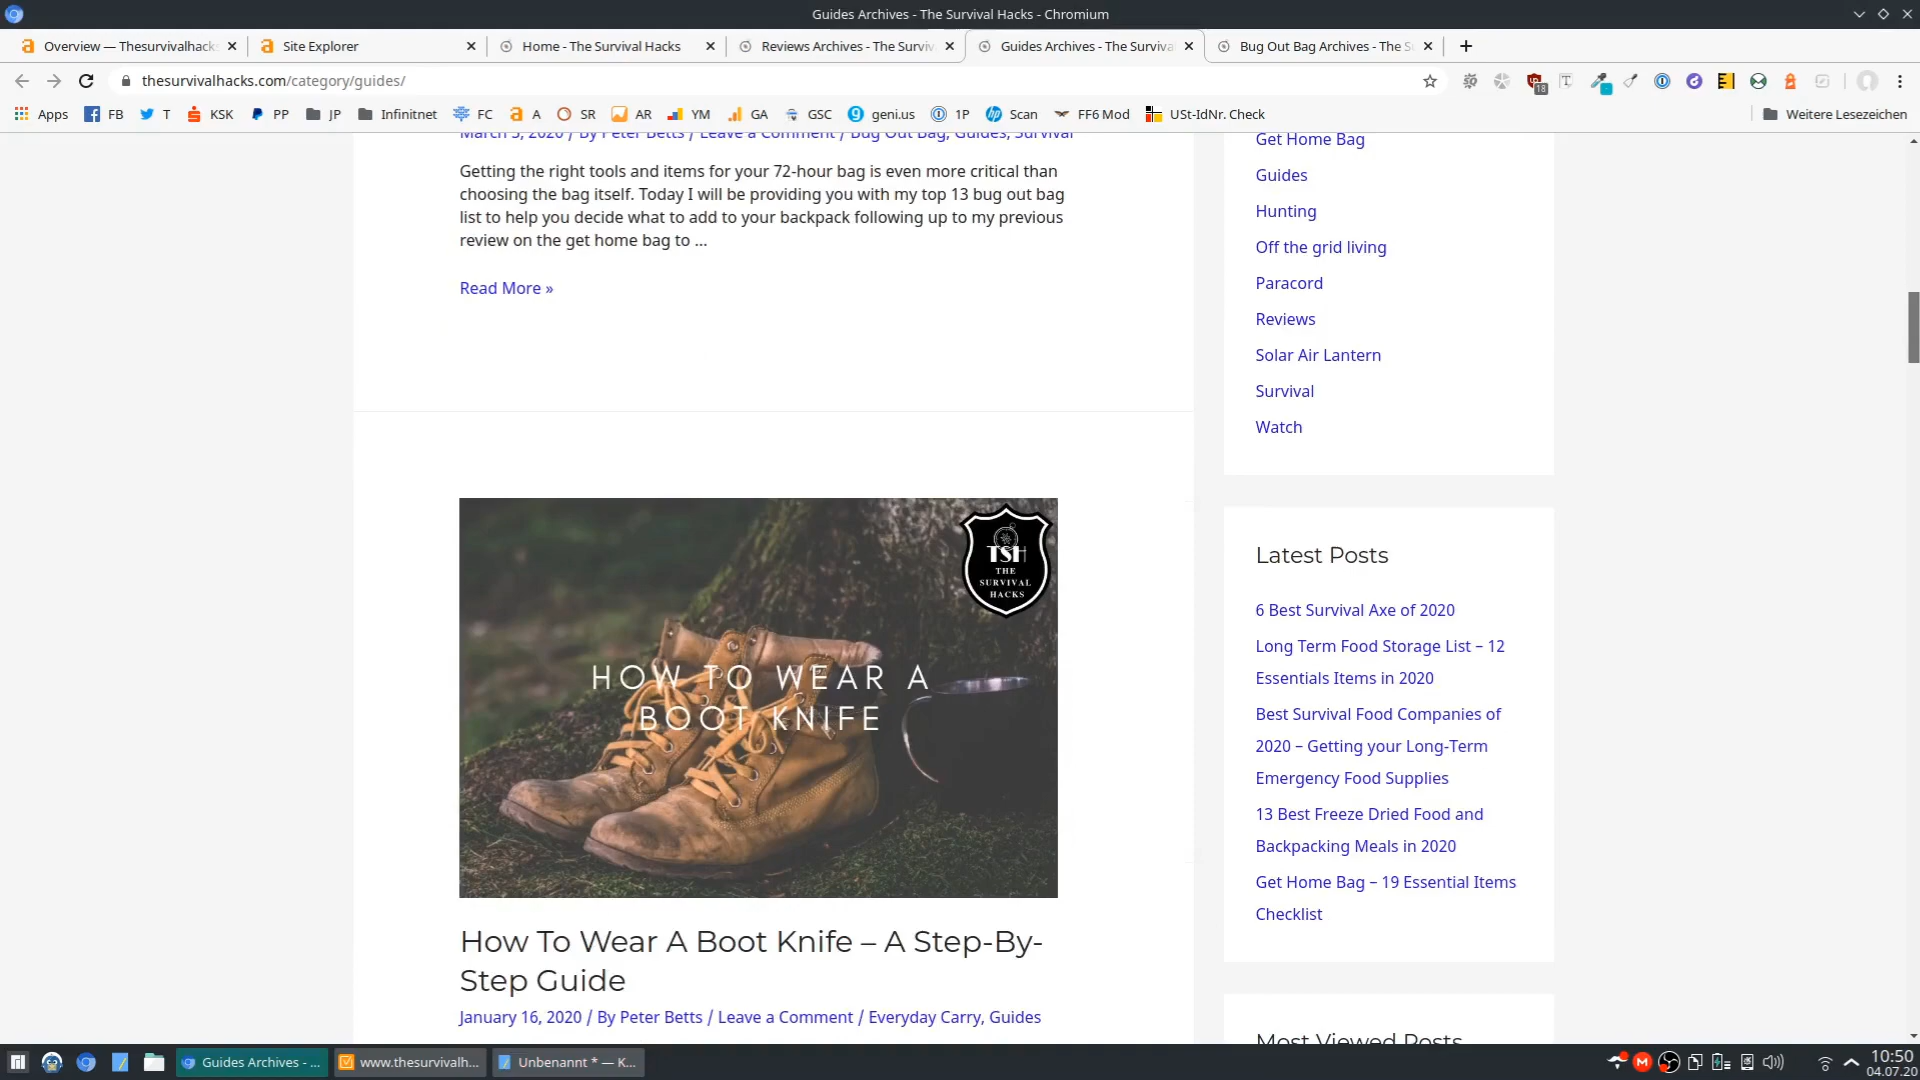 Guides Archives - The Survival Hacks - Chromium
Overview — Thesurvivalhack
Site Explorer
Home - The Survival Hacks
Reviews Archives - The Surviv
Guides Archives - The Surviva
Bug Out Bag Archives - The S
thesurvivalhacks.com/category/guides/
18
Apps FB T KSK PP JP Infinitnet FC A SR AR YM GA GSC geni.us 1P Scan FF6 Mod USt-IdNr. Check Weitere Lesezeichen
March 5, 2020 / By Peter Betts / Leave a Comment / Bug Out Bag, Guides, Survival
Getting the right tools and items for your 72-hour bag is even more critical than
choosing the bag itself. Today I will be providing you with my top 13 bug out bag
list to help you decide what to add to your backpack following up to my previous
review on the get home bag to ...
Read More »
TSH
THE
SURVIVAL
HACKS
HOW TO WEAR A
BOOT KNIFE
How To Wear A Boot Knife – A Step-By-
Step Guide
January 16, 2020 / By Peter Betts / Leave a Comment / Everyday Carry, Guides
Get Home Bag
Guides
Hunting
Off the grid living
Paracord
Reviews
Solar Air Lantern
Survival
Watch
Latest Posts
6 Best Survival Axe of 2020
Long Term Food Storage List – 12
Essentials Items in 2020
Best Survival Food Companies of
2020 – Getting your Long-Term
Emergency Food Supplies
13 Best Freeze Dried Food and
Backpacking Meals in 2020
Get Home Bag – 19 Essential Items
Checklist
Most Viewed Posts
Guides Archives - ...
www.thesurvivalh...
Unbenannt * — K...
10:50
04.07.20